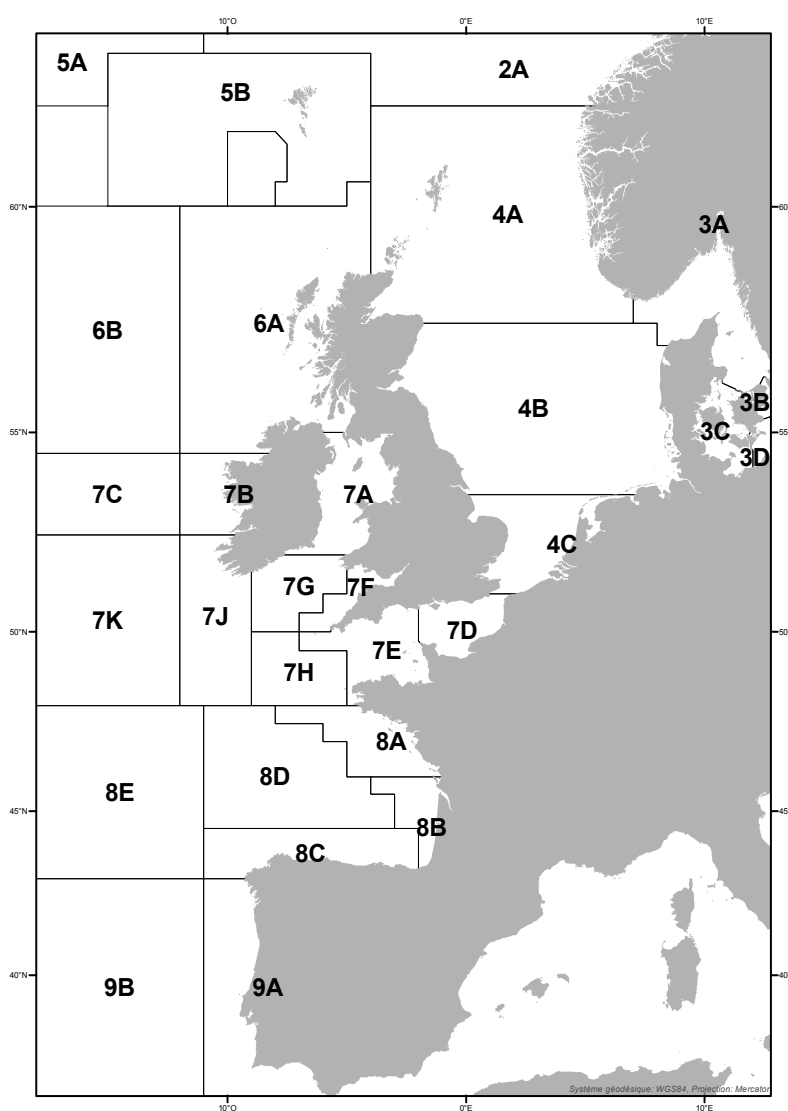 10°O 0°E 10°E
5A
2A
5B
60°N 60
4A
3A
6A
6B
4B
3B
55°N 55
3C
3D
7C 7B 7A
4C
7G 7F
7K 7J
50°N 7D 50
7E
7H
8A
8D
8E
45°N 45
8B
8C
40°N 40
9B 9A
Système géodésique: WGS84, Projection: Mercator
10°O 0°E 10°E